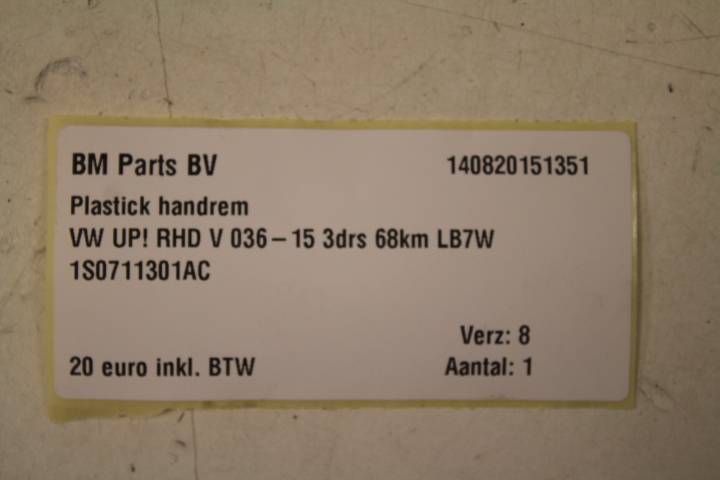 BM Parts BV 140820151351
Plastick handrem
VW UP! RHD V 036-15 3drs 68km LB7W
1S0711301AC
Verz: 8
20 euro inkl. BTW Aantal: 1